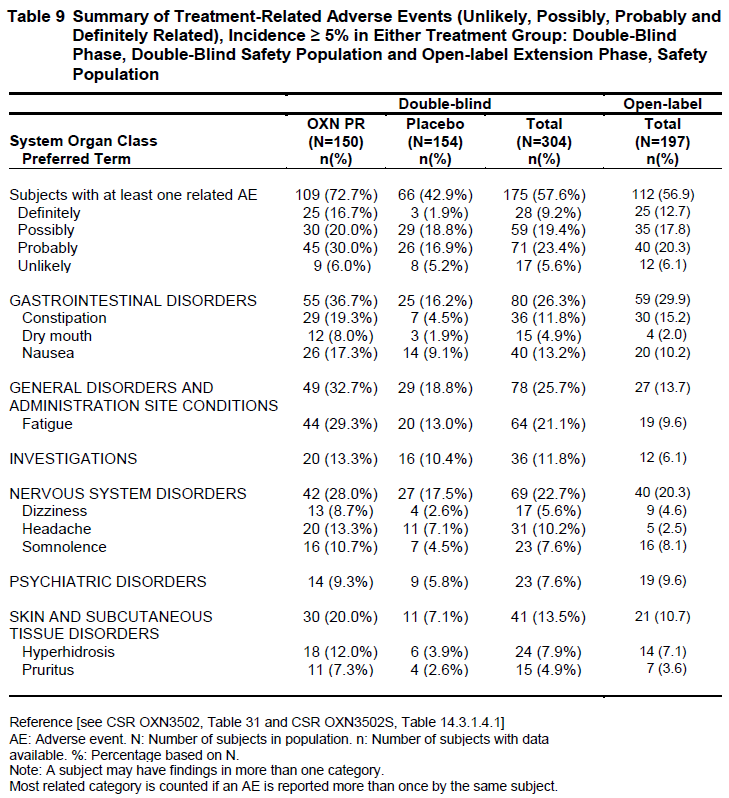 Table 9 Summary of Treatment-Related Adverse Events (Unlikely, Possibly, Probably and
Definitely Related), Incidence ≥ 5% in Either Treatment Group: Double-Blind
Phase, Double-Blind Safety Population and Open-label Extension Phase, Safety
Population
Double-blind Open-label
OXN PR Placebo Total Total
System Organ Class (N=150) (N=154) (N=304) (N=197)
Preferred Term n(%) n(%) n(%) n(%)
Subjects with at least one related AE 109 (72.7%) 66 (42.9%) 175 (57.6%) 112 (56.9)
Definitely 25 (16.7%) 3 (1.9%) 28 (9.2%) 25 (12.7)
Possibly 30 (20.0%) 29 (18.8%) 59 (19.4%) 35 (17.8)
Probably 45 (30.0%) 26 (16.9%) 71 (23.4%) 40 (20.3)
Unlikely 9 (6.0%) 8 (5.2%) 17 (5.6%) 12 (6.1)
GASTROINTESTINAL DISORDERS 55 (36.7%) 25 (16.2%) 80 (26.3%) 59 (29.9)
Constipation 29 (19.3%) 7 (4.5%) 36 (11.8%) 30 (15.2)
Dry mouth 12 (8.0%) 3 (1.9%) 15 (4.9%) 4 (2.0)
Nausea 26 (17.3%) 14 (9.1%) 40 (13.2%) 20 (10.2)
GENERAL DISORDERS AND 49 (32.7%) 29 (18.8%) 78 (25.7%) 27 (13.7)
ADMINISTRATION SITE CONDITIONS
Fatigue 44 (29.3%) 20 (13.0%) 64 (21.1%) 19 (9.6)
INVESTIGATIONS 20 (13.3%) 16 (10.4%) 36 (11.8%) 12 (6.1)
NERVOUS SYSTEM DISORDERS 42 (28.0%) 27 (17.5%) 69 (22.7%) 40 (20.3)
Dizziness 13 (8.7%) 4 (2.6%) 17 (5.6%) 9 (4.6)
Headache 20 (13.3%) 11 (7.1%) 31 (10.2%) 5 (2.5)
Somnolence 16 (10.7%) 7 (4.5%) 23 (7.6%) 16 (8.1)
PSYCHIATRIC DISORDERS 14 (9.3%) 9 (5.8%) 23 (7.6%) 19 (9.6)
SKIN AND SUBCUTANEOUS 30 (20.0%) 11 (7.1%) 41 (13.5%) 21 (10.7)
TISSUE DISORDERS
Hyperhidrosis 18 (12.0%) 6 (3.9%) 24 (7.9%) 14 (7.1)
Pruritus 11 (7.3%) 4 (2.6%) 15 (4.9%) 7 (3.6)
Reference [see CSR OXN3502, Table 31 and CSR OXN3502S, Table 14.3.1.4.1]
AE: Adverse event. N: Number of subjects in population. n: Number of subjects with data
available. %: Percentage based on N.
Note: A subject may have findings in more than one category.
Most related category is counted if an AE is reported more than once by the same subject.